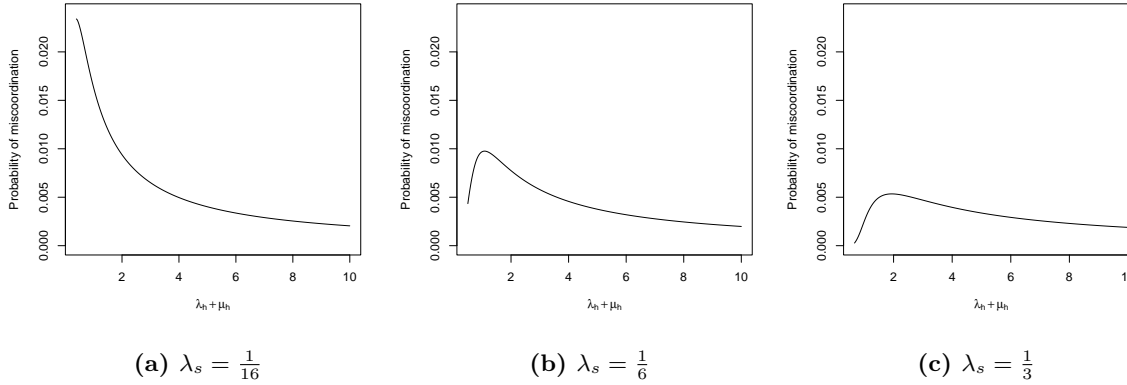 Probability of miscoordination
0.000 0.005 0.010 0.015 0.020
2 4 6 8 10
λₕ + μₕ
(a) λₛ = 1/16
Probability of miscoordination
0.000 0.005 0.010 0.015 0.020
2 4 6 8 10
λₕ + μₕ
(b) λₛ = 1/6
Probability of miscoordination
0.000 0.005 0.010 0.015 0.020
2 4 6 8 10
λₕ + μₕ
(c) λₛ = 1/3